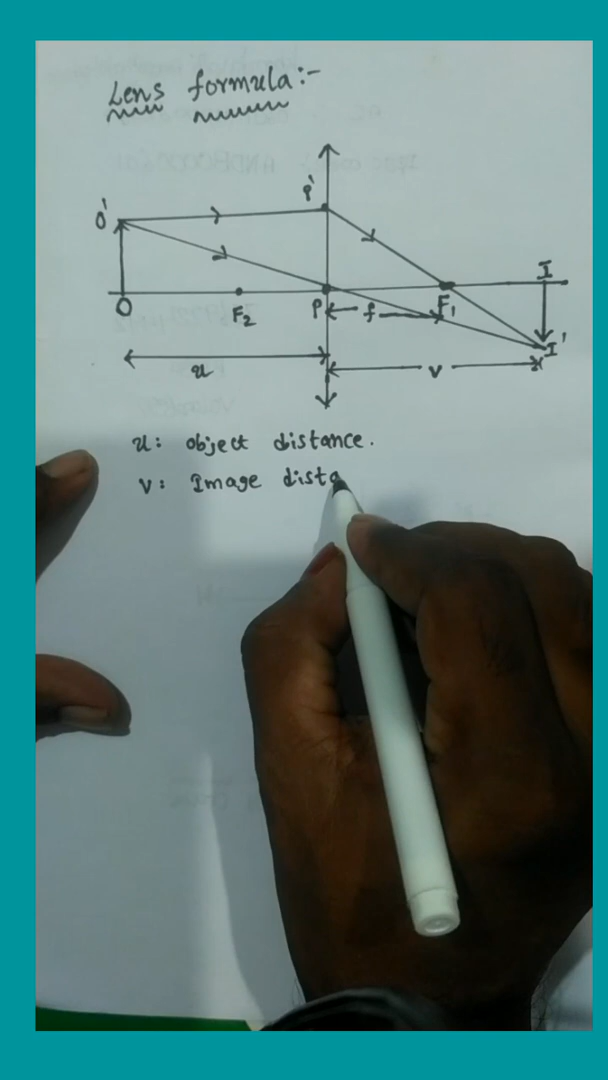 Lens formula:-
P'
O'
I
O F2 P f F1
I'
u v
u: object distance.
v: Image dista